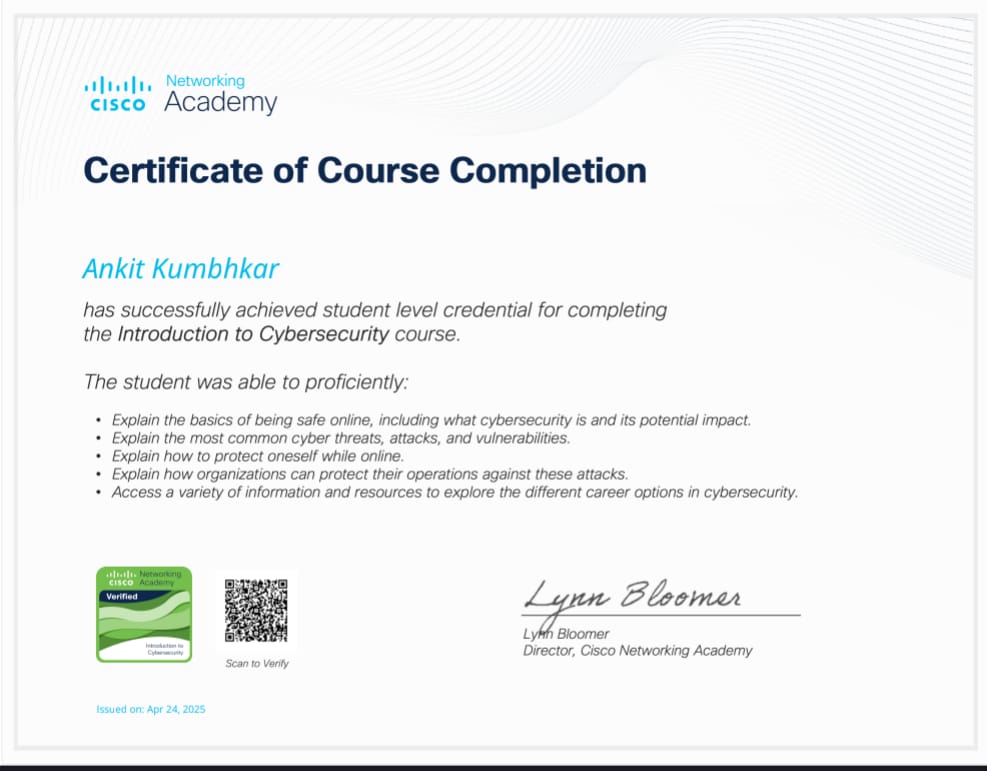 Networking
CISCO Academy
Certificate of Course Completion
Ankit Kumbhkar
has successfully achieved student level credential for completing
the Introduction to Cybersecurity course.
The student was able to proficiently:
• Explain the basics of being safe online, including what cybersecurity is and its potential impact.
• Explain the most common cyber threats, attacks, and vulnerabilities.
• Explain how to protect oneself while online.
• Explain how organizations can protect their operations against these attacks.
• Access a variety of information and resources to explore the different career options in cybersecurity.
Networking
CISCO Academy
Verified
Introduction to
Cybersecurity
Scan to Verify
Lynn Bloomer
Lynn Bloomer
Director, Cisco Networking Academy
Issued on: Apr 24, 2025